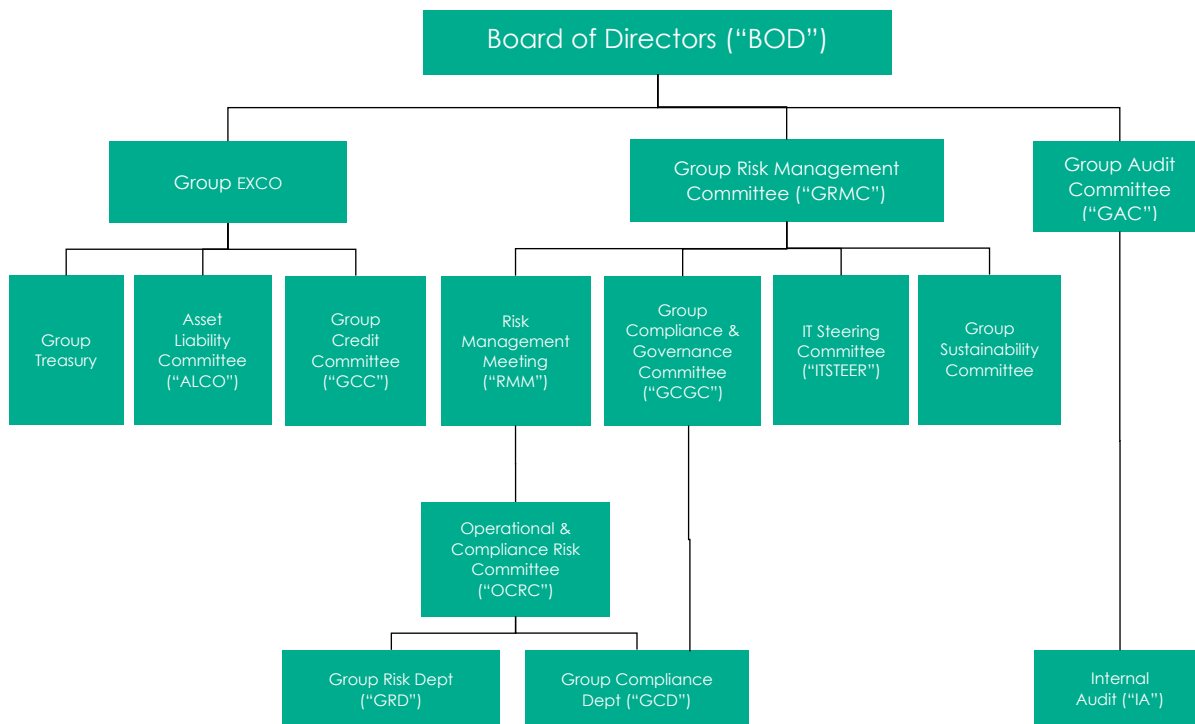 Board of Directors (“BOD”)
Group EXCO
Group Risk Management
Committee (“GRMC”)
Group Audit
Committee
(“GAC”)
Group
Treasury
Asset
Liability
Committee
(“ALCO”)
Group
Credit
Committee
(“GCC”)
Risk
Management
Meeting
(“RMM”)
Group
Compliance &
Governance
Committee
(“GCGC”)
IT Steering
Committee
(“ITSTEER”)
Group
Sustainability
Committee
Operational &
Compliance Risk
Committee
(“OCRC”)
Group Risk Dept
(“GRD”)
Group Compliance
Dept (“GCD”)
Internal
Audit (“IA”)